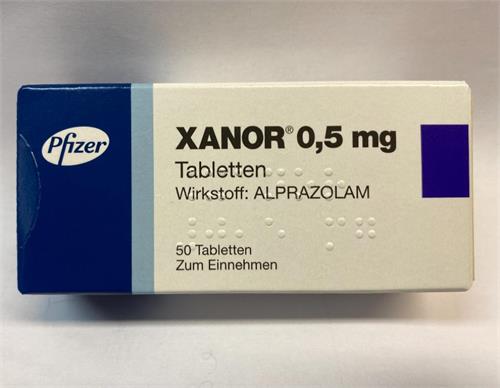 Pfizer
XANOR® 0,5 mg
Tabletten
Wirkstoff: ALPRAZOLAM
50 Tabletten
Zum Einnehmen